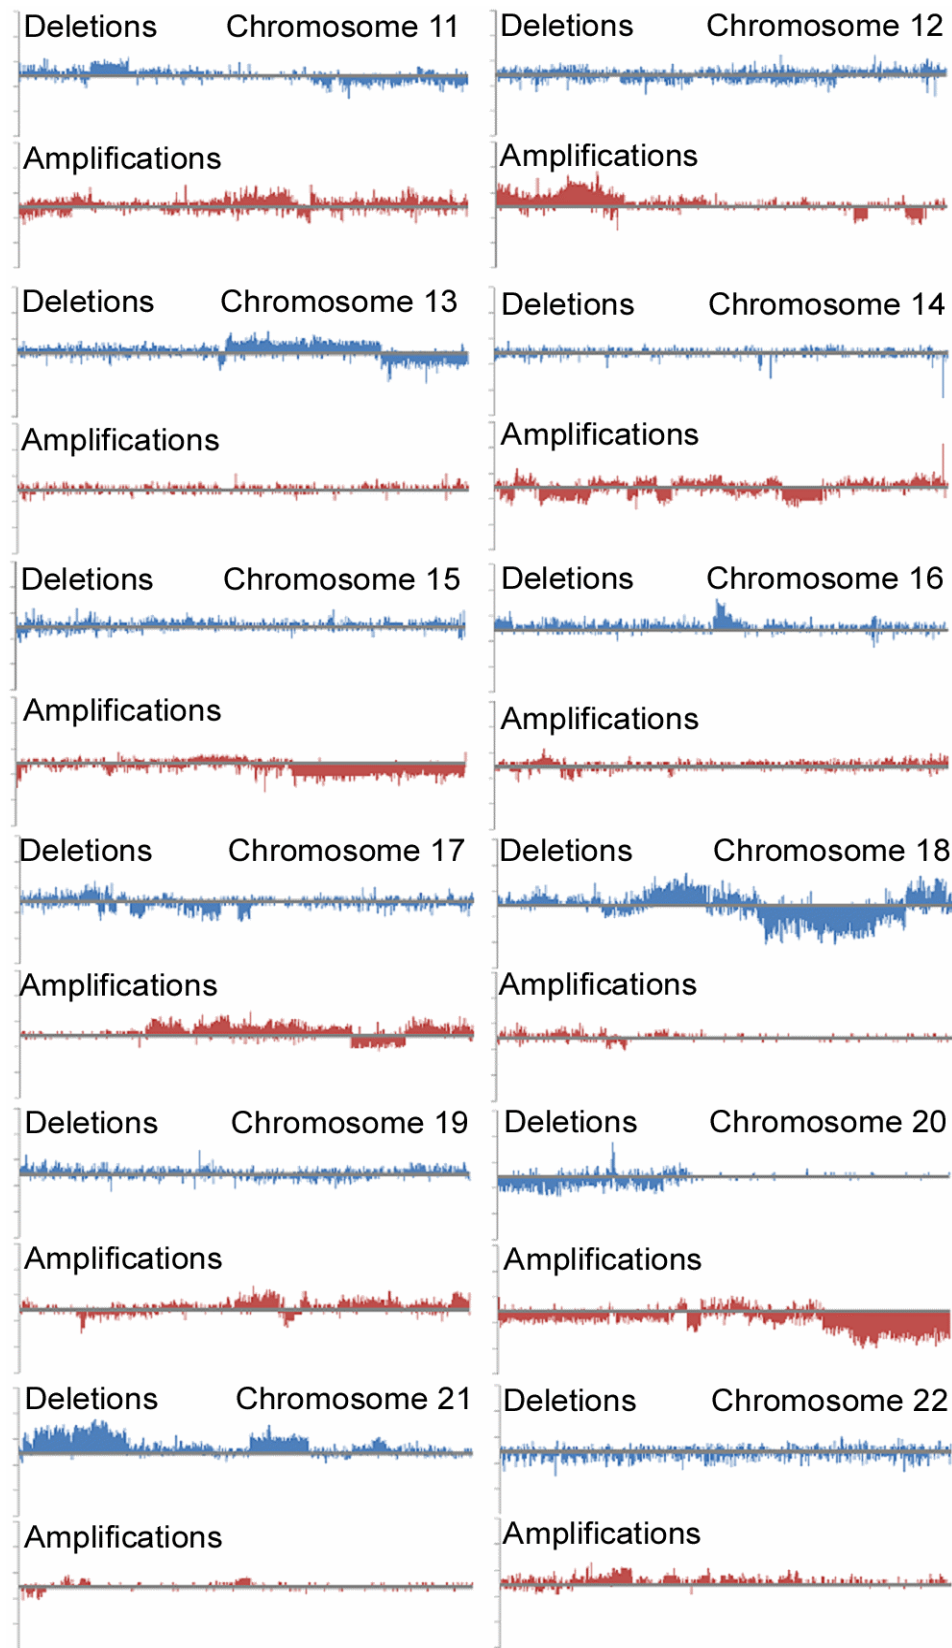 Deletions Chromosome 11
Deletions Chromosome 12
Amplifications
Amplifications
Deletions Chromosome 13
Deletions Chromosome 14
Amplifications
Amplifications
Deletions Chromosome 15
Deletions Chromosome 16
Amplifications
Amplifications
Deletions Chromosome 17
Deletions Chromosome 18
Amplifications
Amplifications
Deletions Chromosome 19
Deletions Chromosome 20
Amplifications
Amplifications
Deletions Chromosome 21
Deletions Chromosome 22
Amplifications
Amplifications